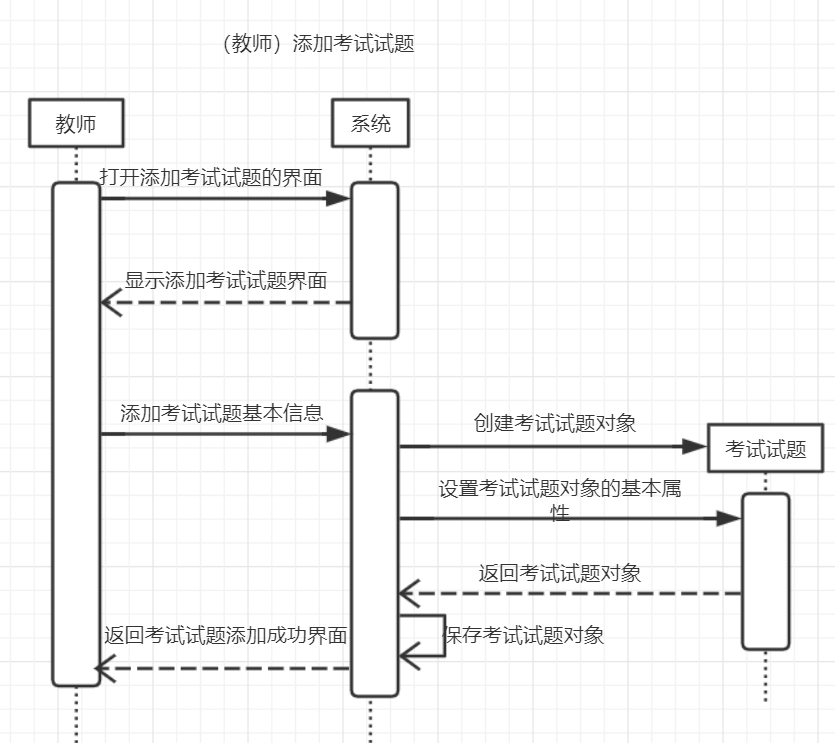 （教师）添加考试试题
教师
系统
打开添加考试试题的界面
显示添加考试试题界面
添加考试试题基本信息
创建考试试题对象
考试试题
设置考试试题对象的基本属
性
返回考试试题对象
返回考试试题添加成功界面
保存考试试题对象